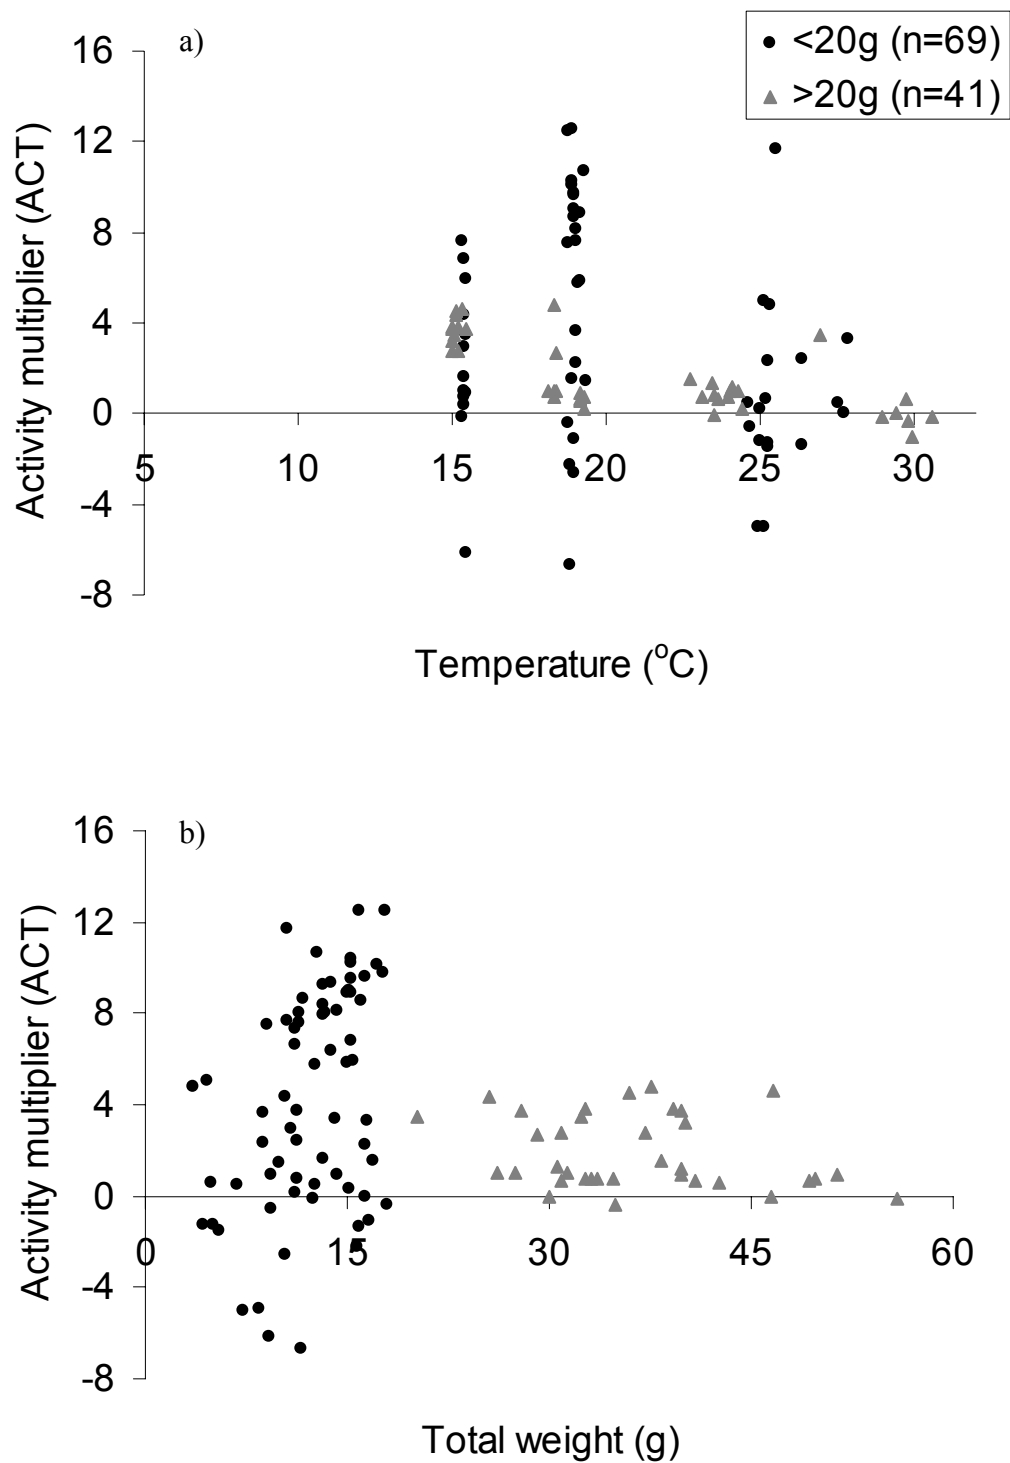 a)
<20g (n=69)
>20g (n=41)
16
12
8
4
0
-4
-8
5 10 15 20 25 30
Activity multiplier (ACT)
Temperature (°C)
b)
16
12
8
4
0
-4
-8
0 15 30 45 60
Activity multiplier (ACT)
Total weight (g)